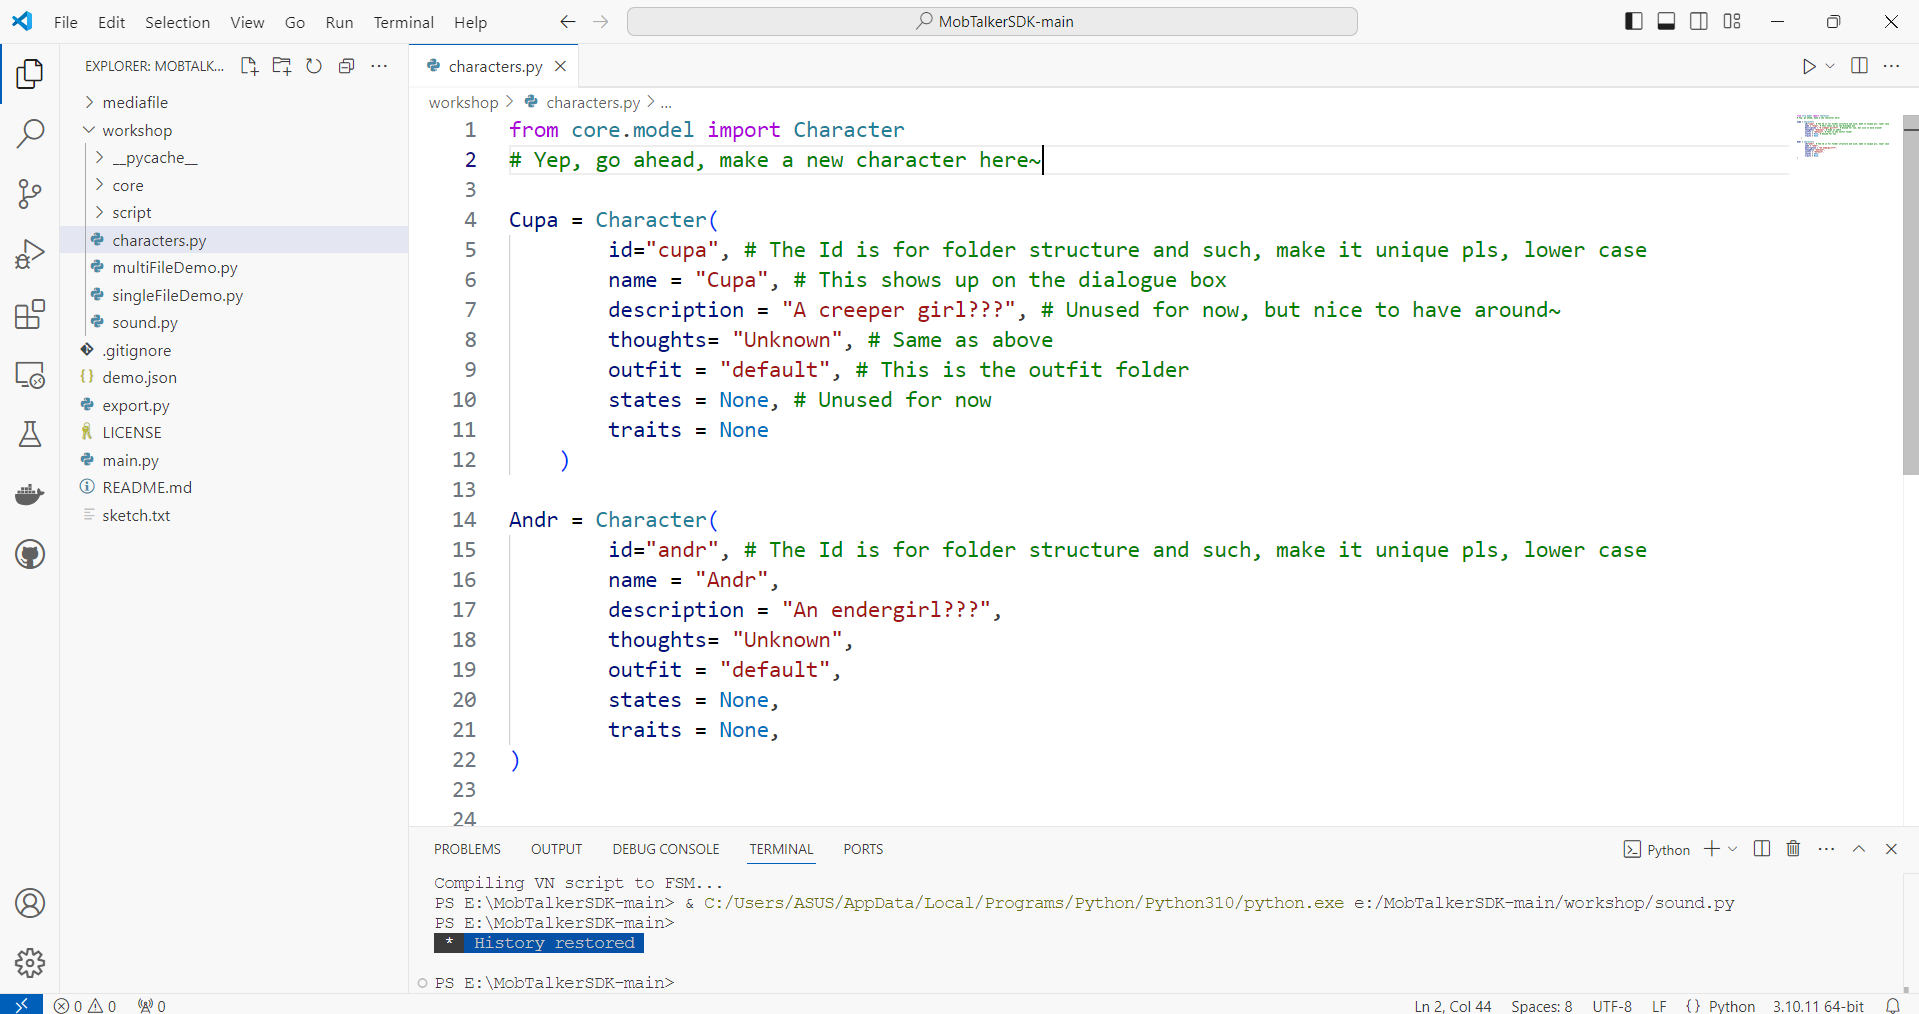 File Edit Selection View Go Run Terminal Help
MobTalkerSDK-main
EXPLORER: MOBTALK...
mediafile
workshop
__pycache__
core
script
characters.py
multiFileDemo.py
singleFileDemo.py
sound.py
.gitignore
demo.json
export.py
LICENSE
main.py
README.md
sketch.txt
characters.py
workshop > characters.py > ...
1 from core.model import Character
2 # Yep, go ahead, make a new character here~
3
4 Cupa = Character(
5 id="cupa", # The Id is for folder structure and such, make it unique pls, lower case
6 name = "Cupa", # This shows up on the dialogue box
7 description = "A creeper girl???", # Unused for now, but nice to have around~
8 thoughts= "Unknown", # Same as above
9 outfit = "default", # This is the outfit folder
10 states = None, # Unused for now
11 traits = None
12 )
13
14 Andr = Character(
15 id="andr", # The Id is for folder structure and such, make it unique pls, lower case
16 name = "Andr",
17 description = "An endergirl???",
18 thoughts= "Unknown",
19 outfit = "default",
20 states = None,
21 traits = None,
22 )
23
24
PROBLEMS OUTPUT DEBUG CONSOLE TERMINAL PORTS
Python
Compiling VN script to FSM...
PS E:\MobTalkerSDK-main> & C:/Users/ASUS/AppData/Local/Programs/Python/Python310/python.exe e:/MobTalkerSDK-main/workshop/sound.py
PS E:\MobTalkerSDK-main>
* History restored
PS E:\MobTalkerSDK-main>
0 0 0
Ln 2, Col 44 Spaces: 8 UTF-8 LF {} Python 3.10.11 64-bit